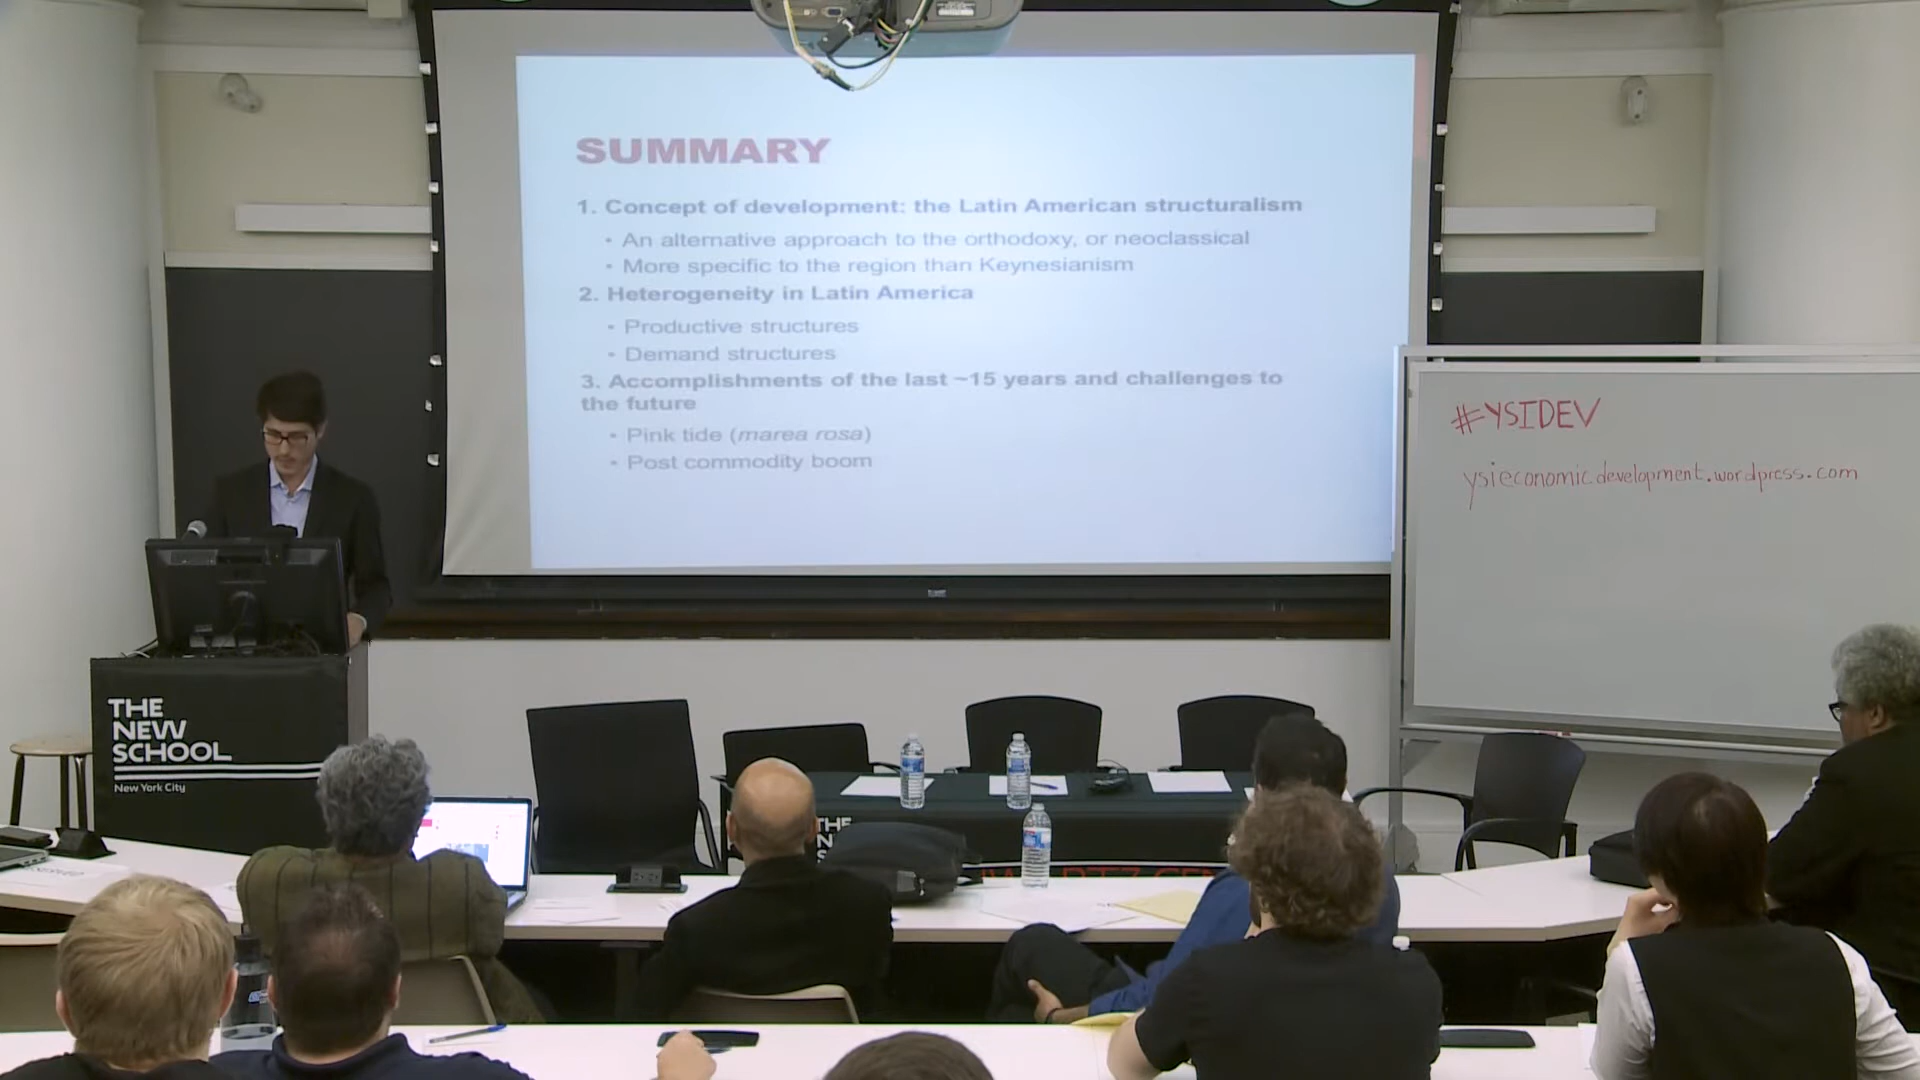 SUMMARY
1. Concept of development: the Latin American structuralism
• An alternative approach to the orthodoxy, or neoclassical
• More specific to the region than Keynesianism
2. Heterogeneity in Latin America
• Productive structures
• Demand structures
3. Accomplishments of the last ~15 years and challenges to
the future
• Pink tide (marea rosa)
• Post commodity boom
#YSIDEV
ysieconomicdevelopment.wordpress.com
THE
NEW
SCHOOL
New York City
THE